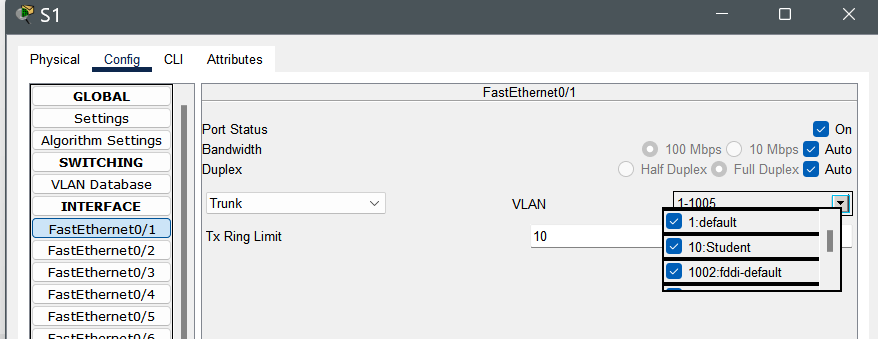 S1
Physical Config CLI Attributes
GLOBAL
Settings
Algorithm Settings
SWITCHING
VLAN Database
INTERFACE
FastEthernet0/1
FastEthernet0/2
FastEthernet0/3
FastEthernet0/4
FastEthernet0/5
FastEthernet0/6
FastEthernet0/1
Port Status On
Bandwidth 100 Mbps 10 Mbps Auto
Duplex Half Duplex Full Duplex Auto
Trunk VLAN 1-1005
1:default
10:Student
1002:fddi-default
Tx Ring Limit 10